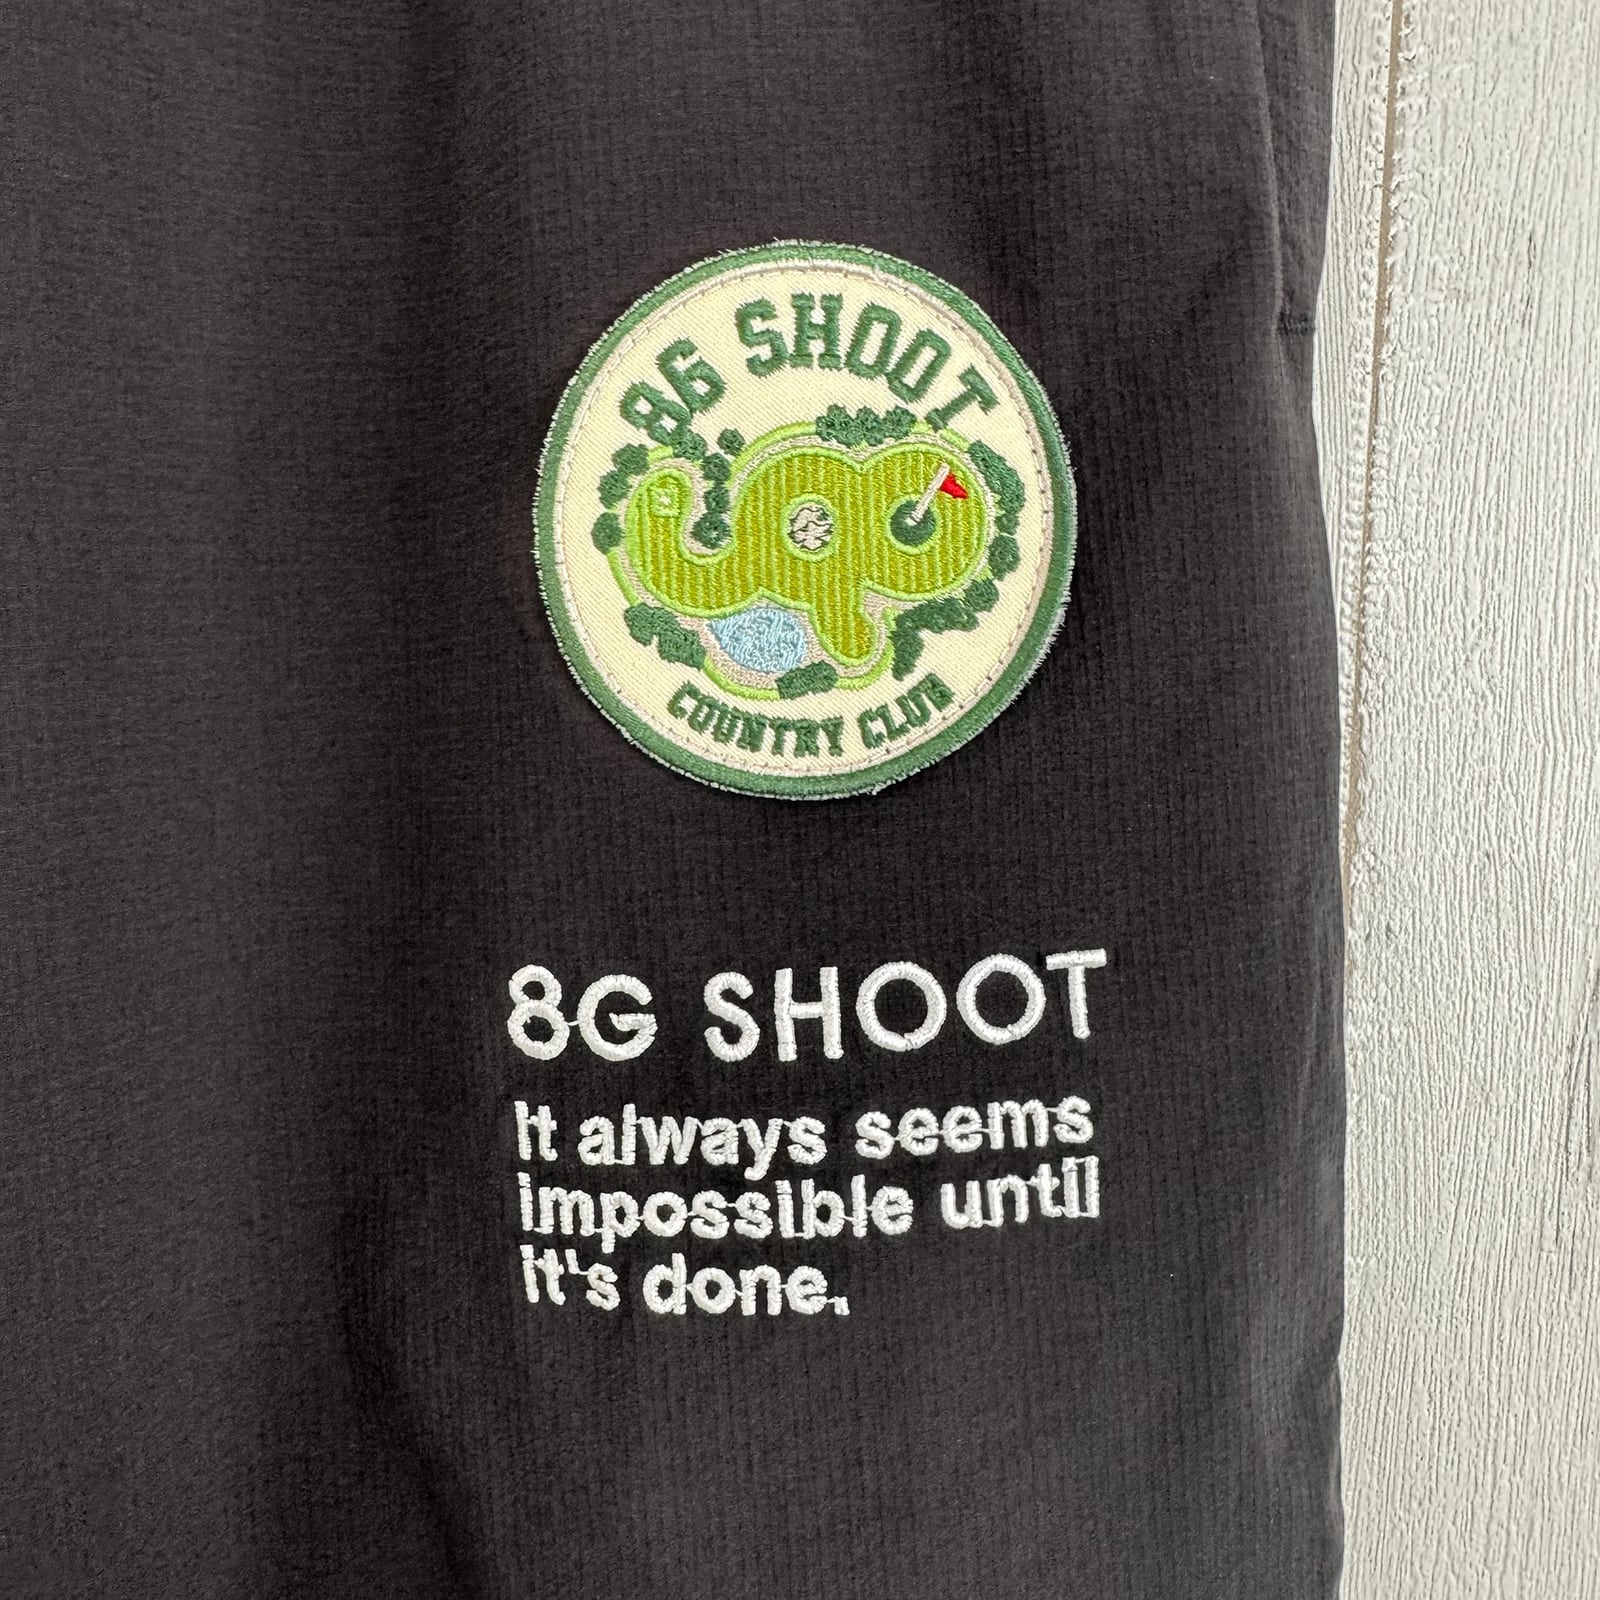 8G SHOOT
COUNTRY CLUB
8G SHOOT
It always seems
impossible until
it's done.